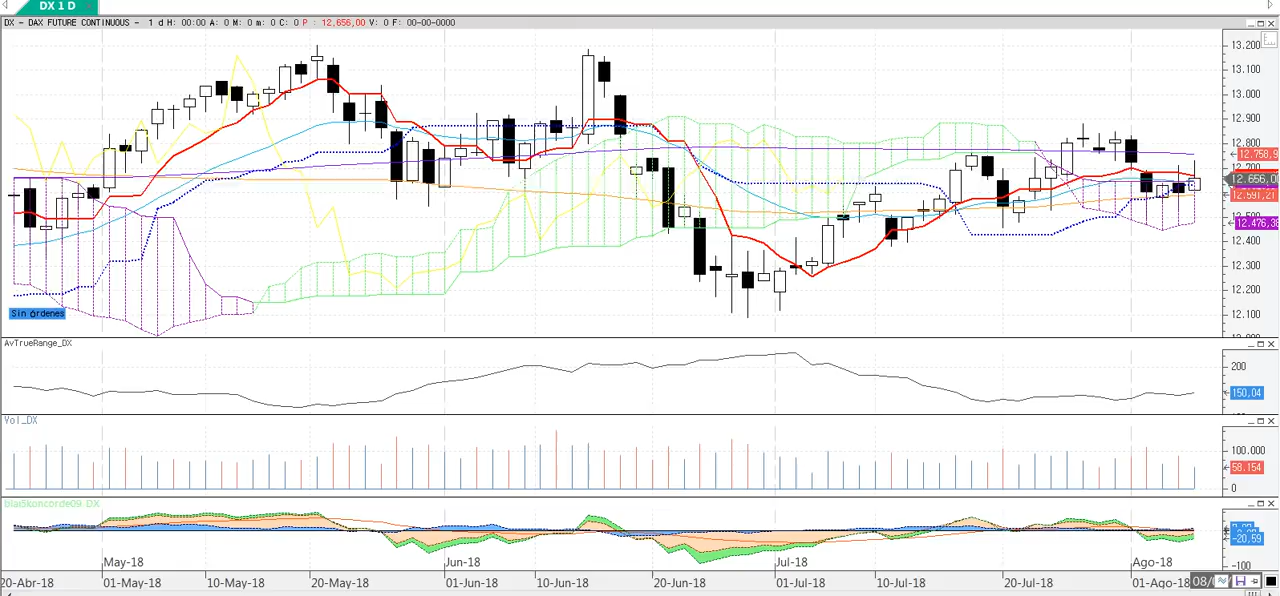 DX 1 D
DX - DAX FUTURE CONTINUOUS - 1 d H: 00:00 A: 0 M: 0 m: 0 C: 0 P : 12,656,00 V: 0 F: 00-00-0000
13.200
13.100
13.000
12.900
12.800
12.758,9
12.700
12.656,00
12.591,21
12.500
12.476,38
12.400
12.300
12.200
12.100
Sin órdenes
AvTrueRange_DX
200
150,04
Vol_DX
100.000
58.154
0
blai5koncorde09 DX
-20,59
-100
May-18
Jun-18
Jul-18
Ago-18
20-Abr-18
01-May-18
10-May-18
20-May-18
01-Jun-18
10-Jun-18
20-Jun-18
01-Jul-18
10-Jul-18
20-Jul-18
01-Ago-18